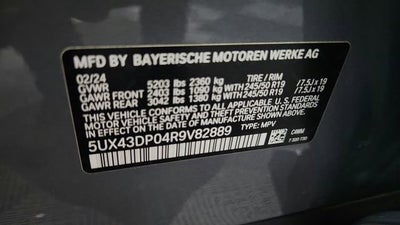 MFD BY BAYERISCHE MOTOREN WERKE AG
02/24
GVWR 5203 lbs 2360 kg TIRE / RIM
GAWR FRONT 2403 lbs 1090 kg WITH 245/50 R19 /7.5J x 19
GAWR REAR 3042 lbs 1380 kg WITH 245/50 R19 /7.5J x 19
THIS VEHICLE CONFORMS TO ALL APPLICABLE
U.S. FEDERAL MOTOR VEHICLE SAFETY,
BUMPER, AND THEFT PREVENTION STANDARDS
IN EFFECT ON THE DATE OF MANUFACTURE
SHOWN ABOVE.
5UX43DP04R9V82889 TYPE: MPV